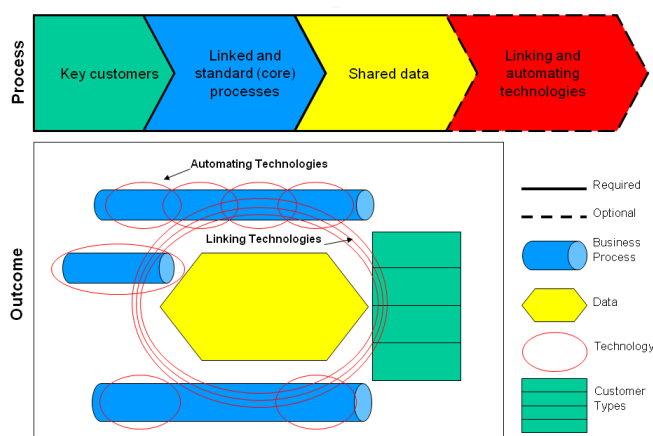 Process
Key customers
Linked and
standard (core)
processes
Shared data
Linking and
automating
technologies
Outcome
Automating Technologies
Linking Technologies
Required
Optional
Business
Process
Data
Technology
Customer
Types